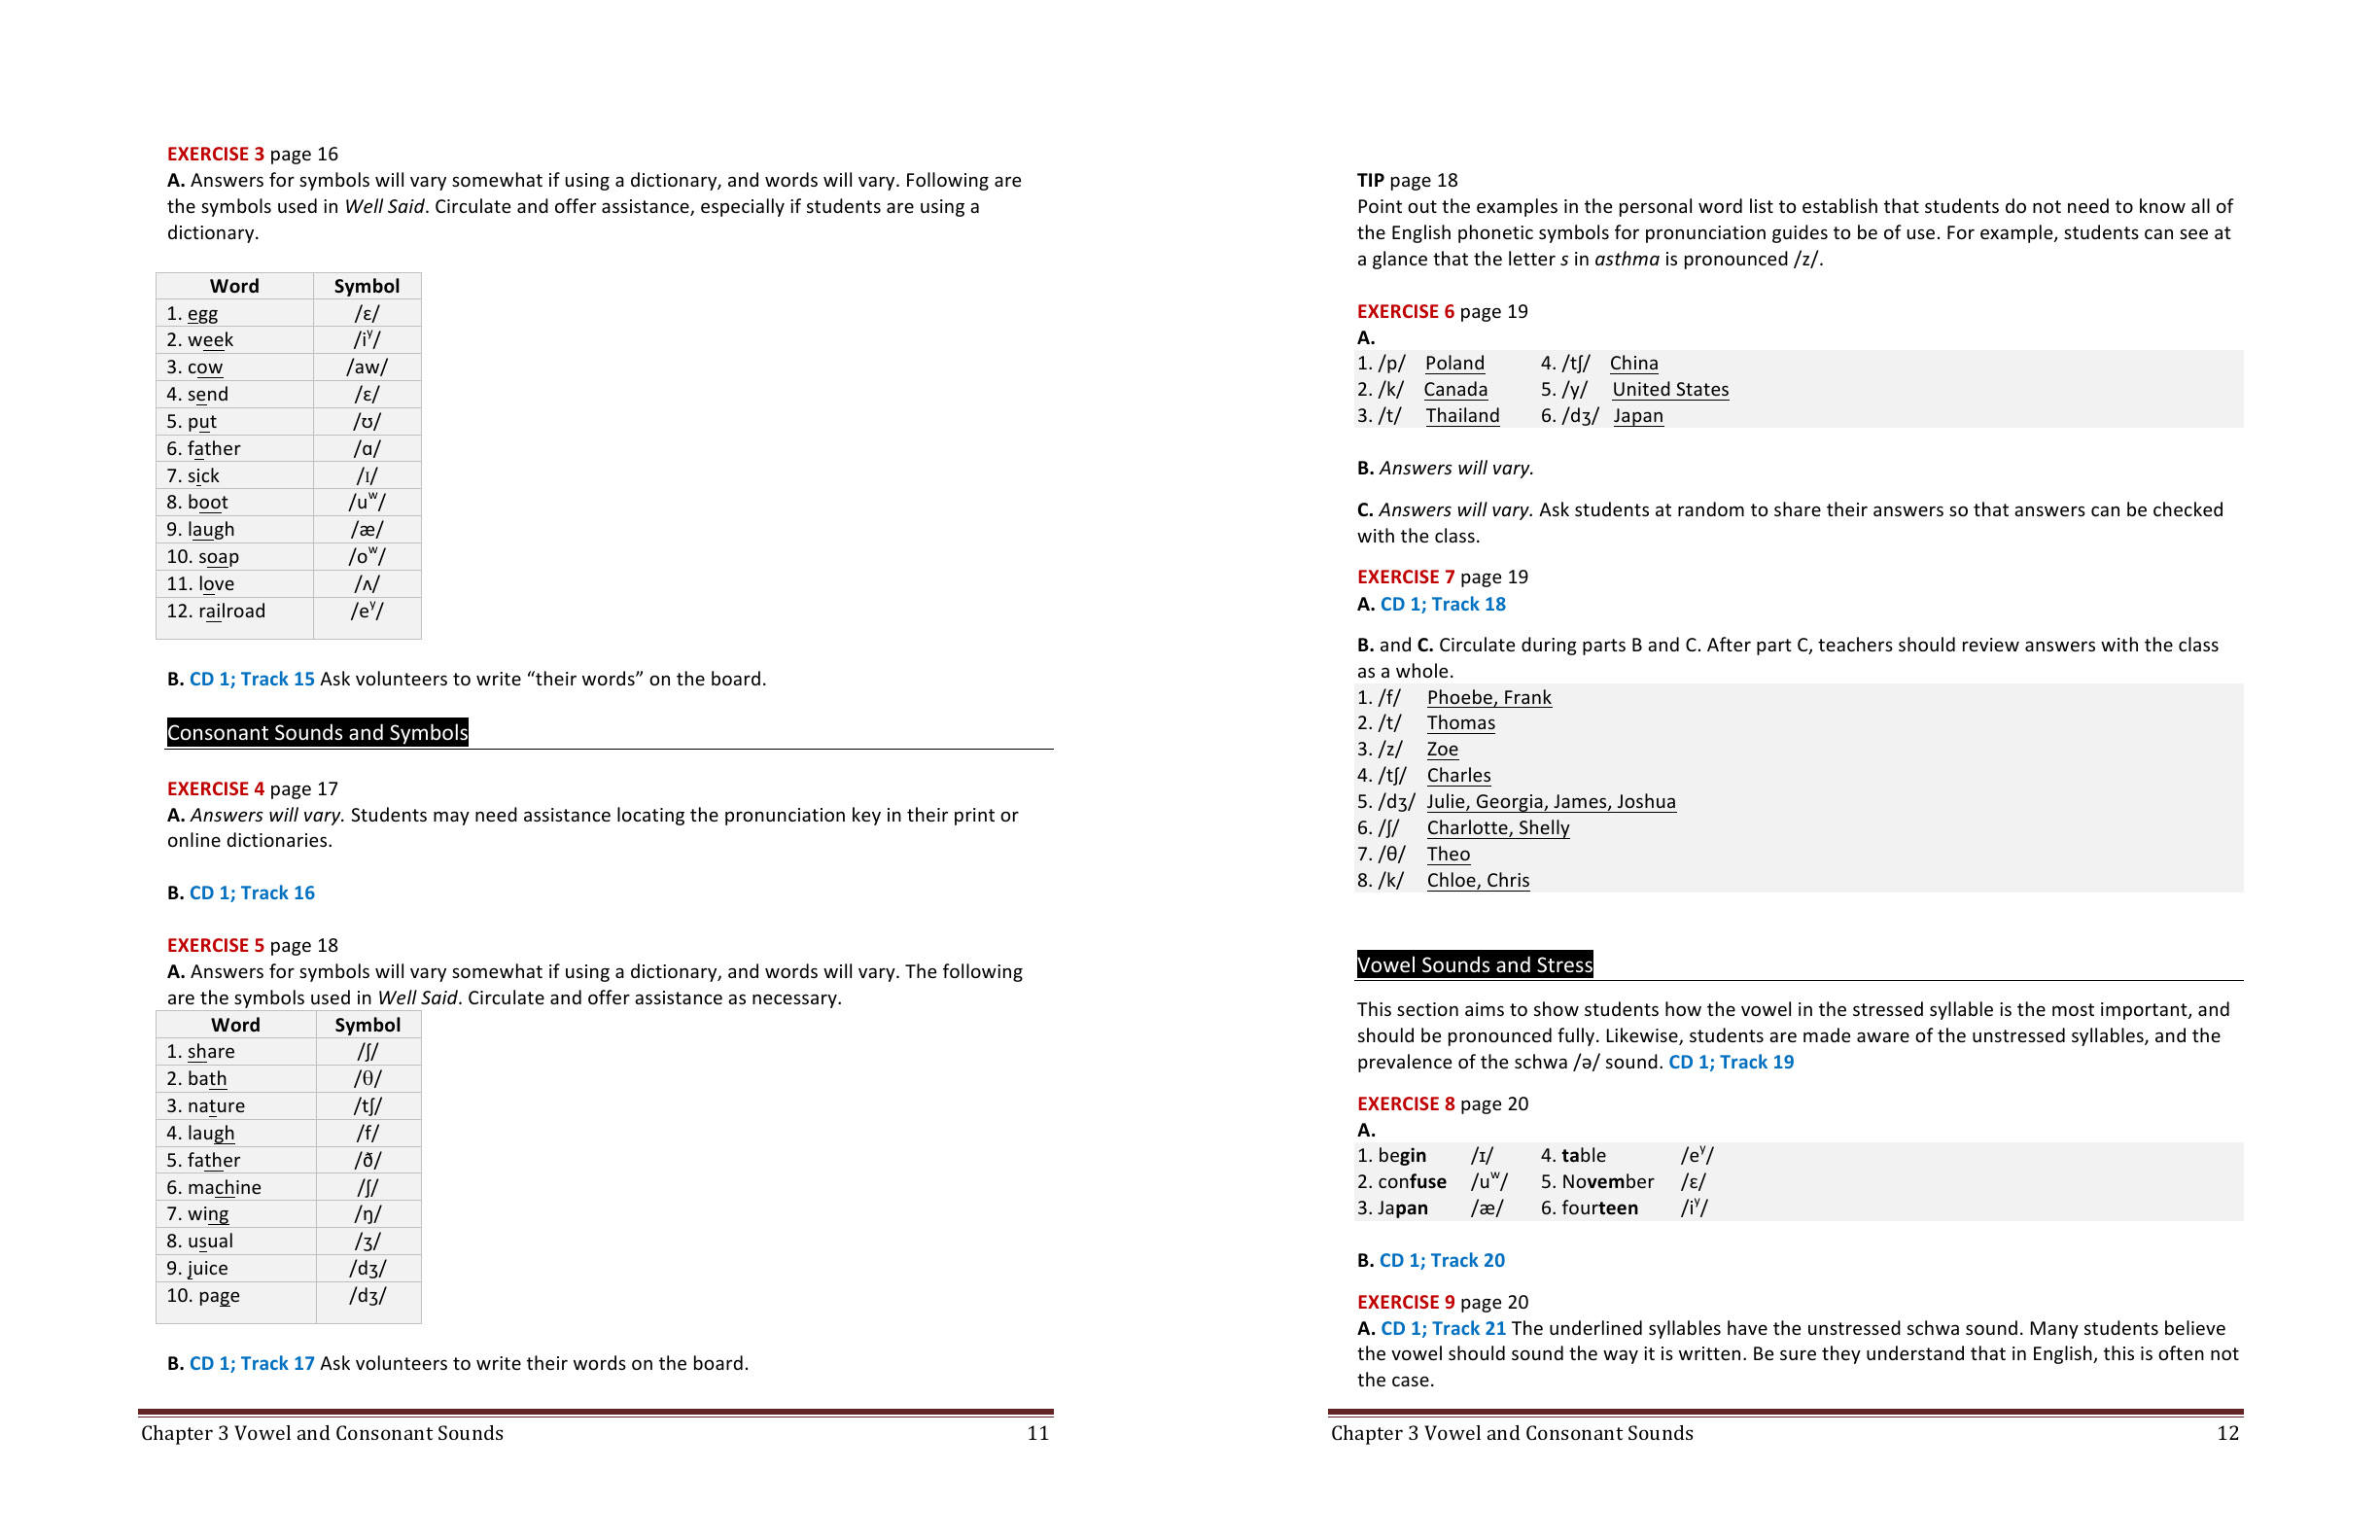 EXERCISE 3 page 16
A. Answers for symbols will vary somewhat if using a dictionary, and words will vary. Following are
the symbols used in Well Said. Circulate and offer assistance, especially if students are using a
dictionary.
Word Symbol
1. egg /ɛ/
2. week /iʸ/
3. cow /aw/
4. send /ɛ/
5. put /ʊ/
6. father /ɑ/
7. sick /ɪ/
8. boot /uʷ/
9. laugh /æ/
10. soap /oʷ/
11. love /ʌ/
12. railroad /eʸ/
B. CD 1; Track 15 Ask volunteers to write “their words” on the board.
Consonant Sounds and Symbols
EXERCISE 4 page 17
A. Answers will vary. Students may need assistance locating the pronunciation key in their print or
online dictionaries.
B. CD 1; Track 16
EXERCISE 5 page 18
A. Answers for symbols will vary somewhat if using a dictionary, and words will vary. The following
are the symbols used in Well Said. Circulate and offer assistance as necessary.
Word Symbol
1. share /ʃ/
2. bath /θ/
3. nature /tʃ/
4. laugh /f/
5. father /ð/
6. machine /ʃ/
7. wing /ŋ/
8. usual /ʒ/
9. juice /dʒ/
10. page /dʒ/
B. CD 1; Track 17 Ask volunteers to write their words on the board.
Chapter 3 Vowel and Consonant Sounds 11
TIP page 18
Point out the examples in the personal word list to establish that students do not need to know all of
the English phonetic symbols for pronunciation guides to be of use. For example, students can see at
a glance that the letter s in asthma is pronounced /z/.
EXERCISE 6 page 19
A.
1. /p/ Poland 4. /tʃ/ China
2. /k/ Canada 5. /y/ United States
3. /t/ Thailand 6. /dʒ/ Japan
B. Answers will vary.
C. Answers will vary. Ask students at random to share their answers so that answers can be checked
with the class.
EXERCISE 7 page 19
A. CD 1; Track 18
B. and C. Circulate during parts B and C. After part C, teachers should review answers with the class
as a whole.
1. /f/ Phoebe, Frank
2. /t/ Thomas
3. /z/ Zoe
4. /tʃ/ Charles
5. /dʒ/ Julie, Georgia, James, Joshua
6. /ʃ/ Charlotte, Shelly
7. /θ/ Theo
8. /k/ Chloe, Chris
Vowel Sounds and Stress
This section aims to show students how the vowel in the stressed syllable is the most important, and
should be pronounced fully. Likewise, students are made aware of the unstressed syllables, and the
prevalence of the schwa /ə/ sound. CD 1; Track 19
EXERCISE 8 page 20
A.
1. begin /ɪ/ 4. table /eʸ/
2. confuse /uʷ/ 5. November /ɛ/
3. Japan /æ/ 6. fourteen /iʸ/
B. CD 1; Track 20
EXERCISE 9 page 20
A. CD 1; Track 21 The underlined syllables have the unstressed schwa sound. Many students believe
the vowel should sound the way it is written. Be sure they understand that in English, this is often not
the case.
Chapter 3 Vowel and Consonant Sounds 12